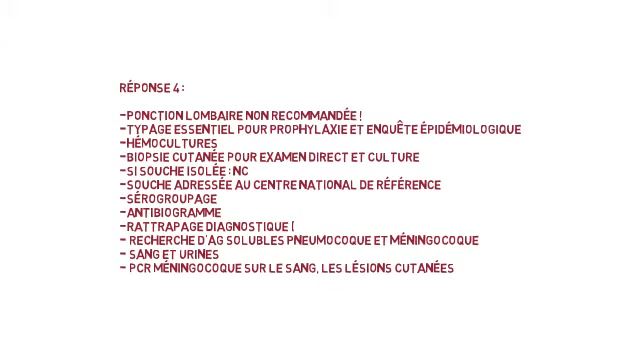 RÉPONSE 4 :
-PONCTION LOMBAIRE NON RECOMMANDÉE !
-TYPAGE ESSENTIEL POUR PROPHYLAXIE ET ENQUÊTE ÉPIDÉMIOLOGIQUE
-HÉMOCULTURES
-BIOPSIE CUTANÉE POUR EXAMEN DIRECT ET CULTURE
-SI SOUCHE ISOLÉE : NC
-SOUCHE ADRESSÉE AU CENTRE NATIONAL DE RÉFÉRENCE
-SÉROGROUPAGE
-ANTIBIOGRAMME
-RATTRAPAGE DIAGNOSTIQUE [
- RECHERCHE D'AG SOLUBLES PNEUMOCOQUE ET MÉNINGOCOQUE
- SANG ET URINES
- PCR MÉNINGOCOQUE SUR LE SANG, LES LÉSIONS CUTANÉES